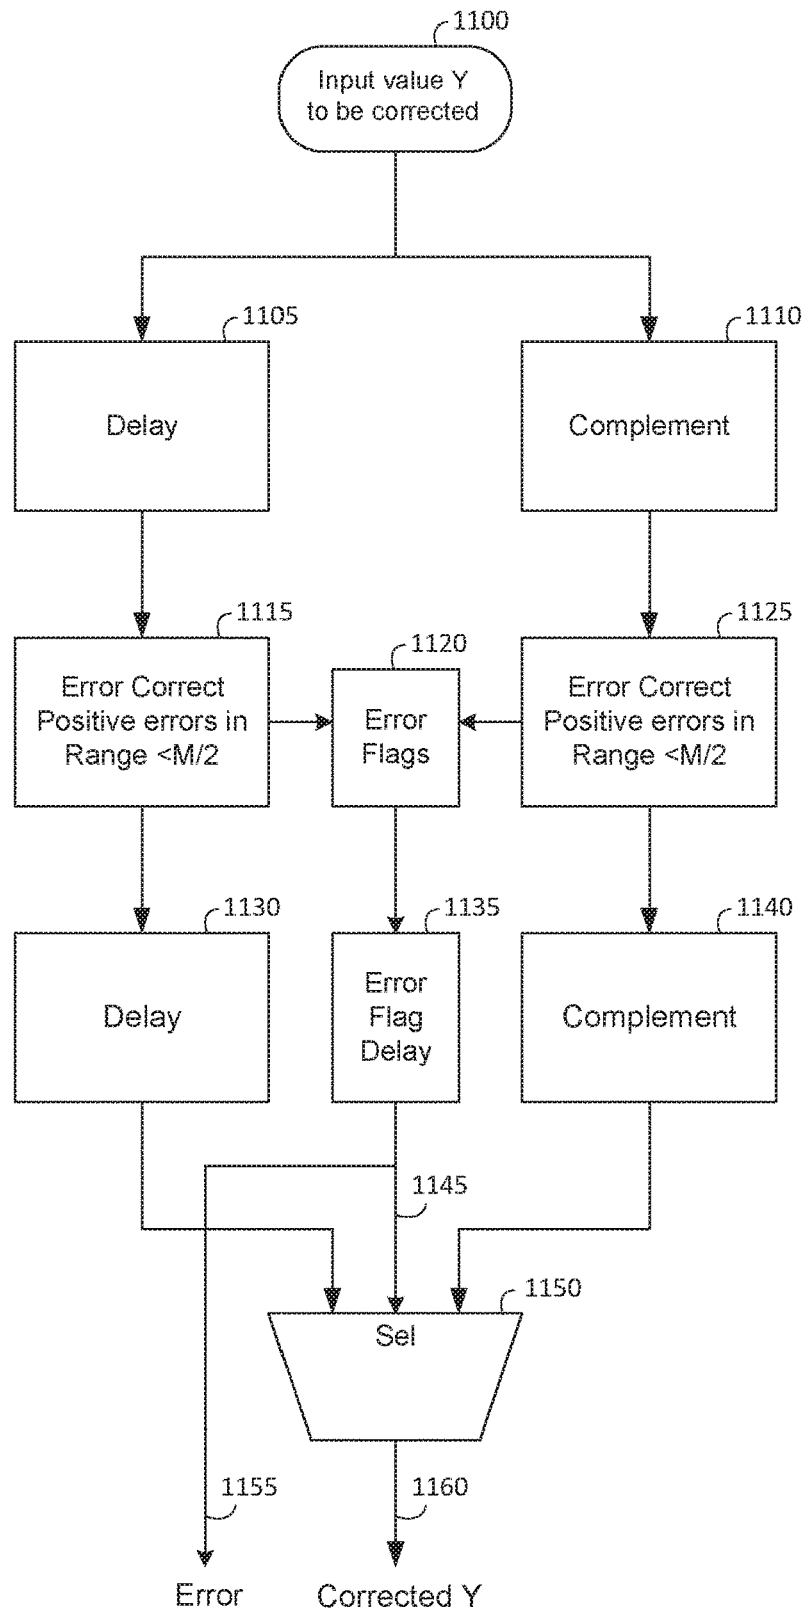 1100
Input value Y
to be corrected
1105
1110
Delay
Complement
1115
1120
1125
Error Correct
Positive errors in
Range <M/2
Error
Flags
Error Correct
Positive errors in
Range <M/2
1130
1135
1140
Delay
Error
Flag
Delay
Complement
1145
1150
Sel
1155
1160
Error
Corrected Y